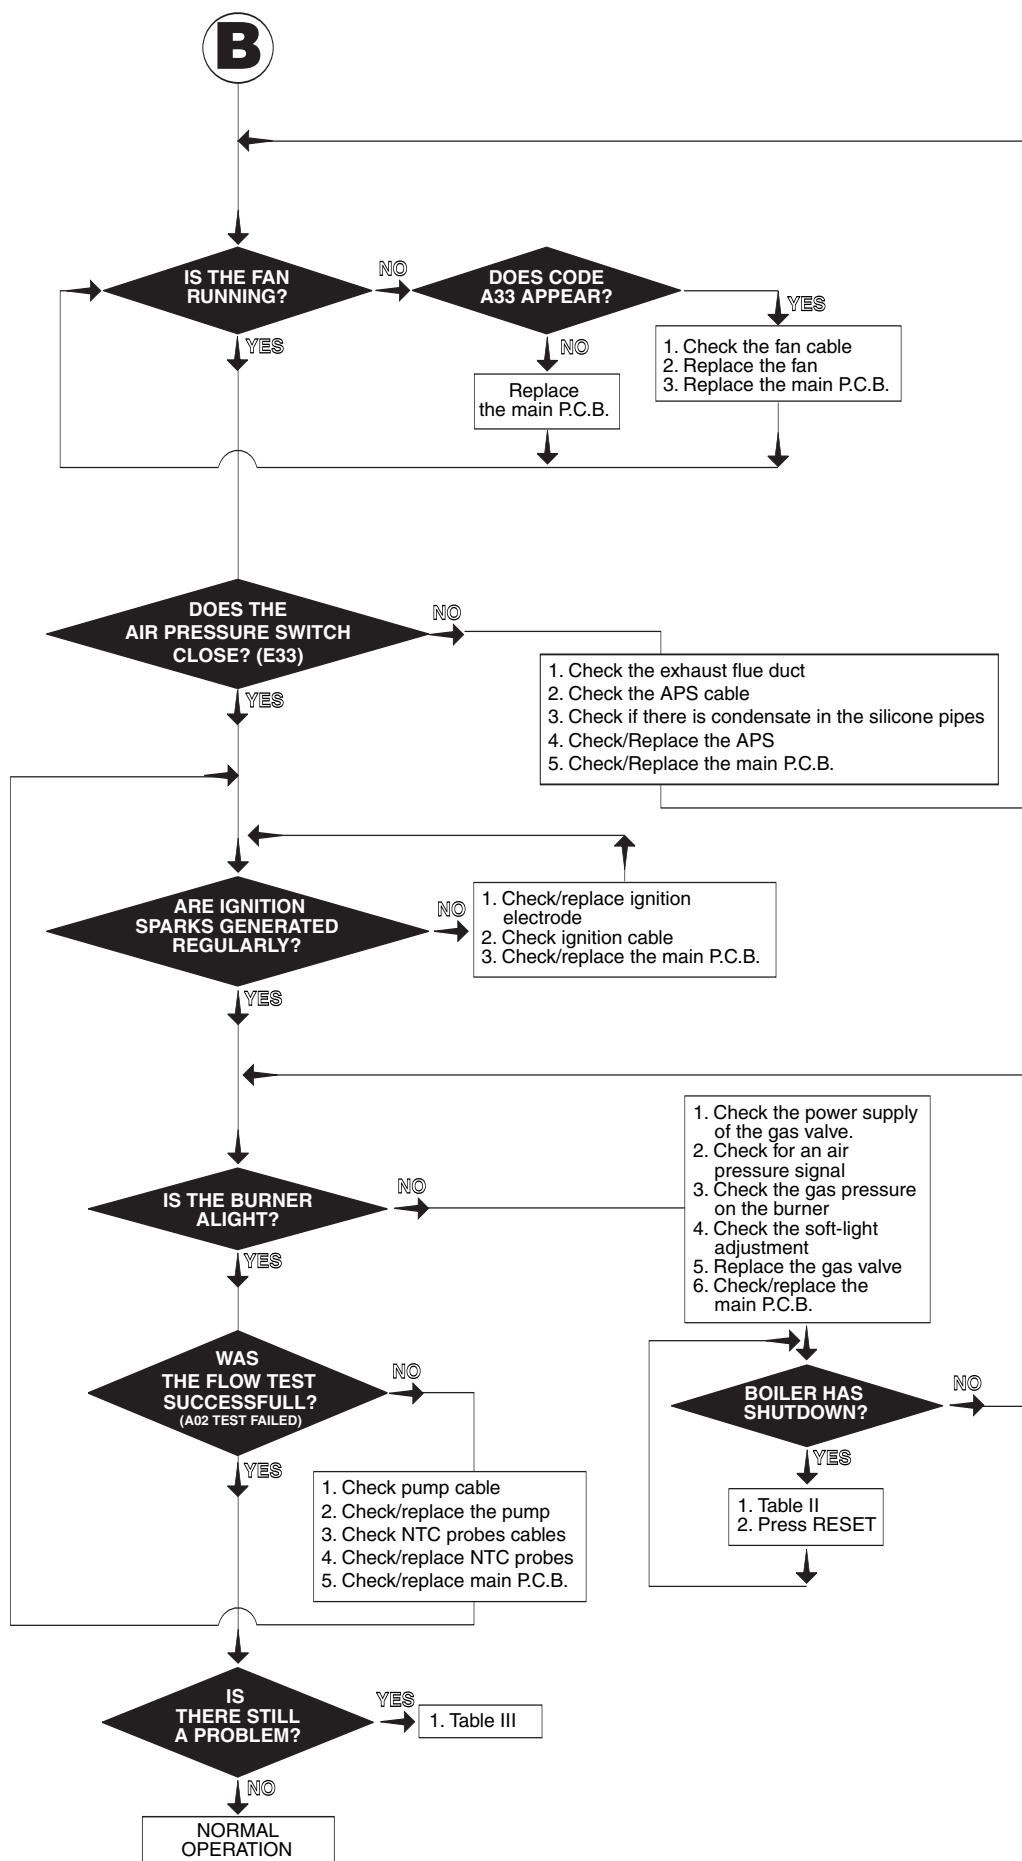 B
IS THE FAN
RUNNING?
NO
DOES CODE
A33 APPEAR?
YES
YES
NO
1. Check the fan cable
2. Replace the fan
3. Replace the main P.C.B.
Replace
the main P.C.B.
DOES THE
AIR PRESSURE SWITCH
CLOSE? (E33)
NO
YES
1. Check the exhaust flue duct
2. Check the APS cable
3. Check if there is condensate in the silicone pipes
4. Check/Replace the APS
5. Check/Replace the main P.C.B.
ARE IGNITION
SPARKS GENERATED
REGULARLY?
NO
1. Check/replace ignition
electrode
2. Check ignition cable
3. Check/replace the main P.C.B.
YES
IS THE BURNER
ALIGHT?
NO
1. Check the power supply
of the gas valve.
2. Check for an air
pressure signal
3. Check the gas pressure
on the burner
4. Check the soft-light
adjustment
5. Replace the gas valve
6. Check/replace the
main P.C.B.
YES
WAS
THE FLOW TEST
SUCCESSFULL?
(A02 TEST FAILED)
NO
BOILER HAS
SHUTDOWN?
NO
YES
YES
1. Check pump cable
2. Check/replace the pump
3. Check NTC probes cables
4. Check/replace NTC probes
5. Check/replace main P.C.B.
1. Table II
2. Press RESET
IS
THERE STILL
A PROBLEM?
YES
1. Table III
NO
NORMAL
OPERATION